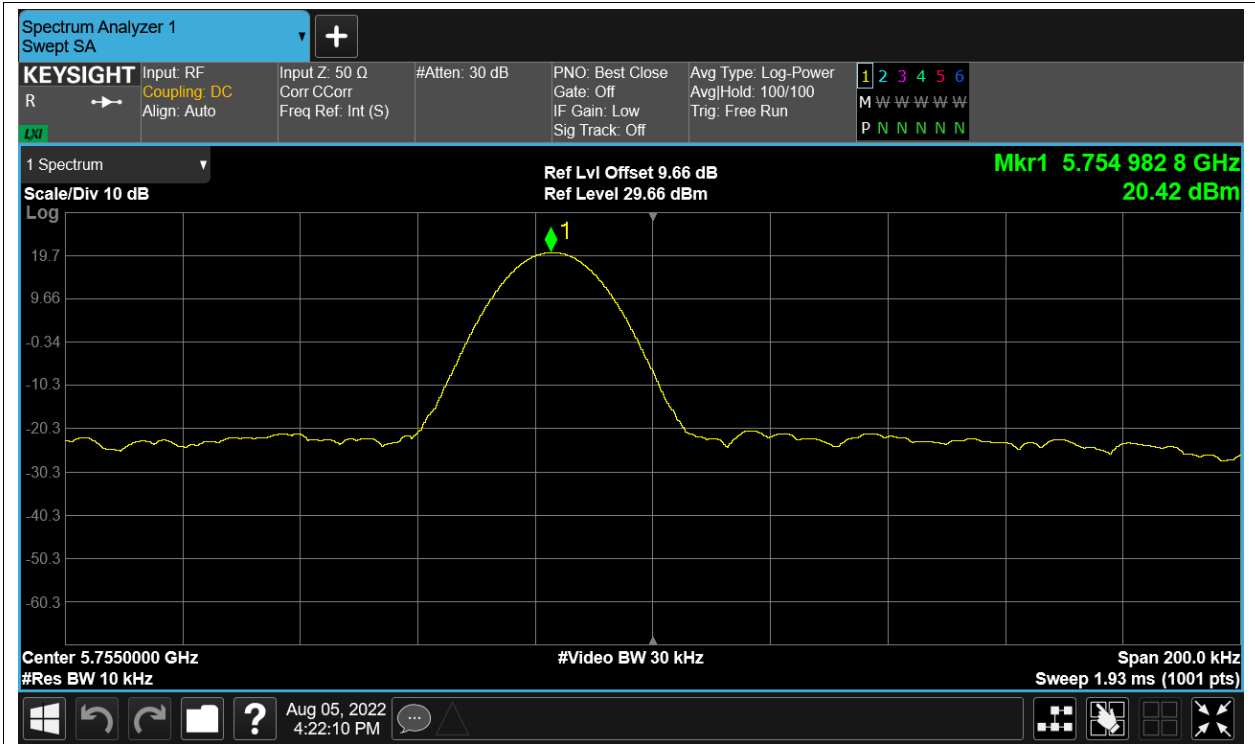 Spectrum Analyzer 1
Swept SA
KEYSIGHT
R
LXI
Input: RF
Coupling: DC
Align: Auto
Input Z: 50 Ω
Corr CCorr
Freq Ref: Int (S)
#Atten: 30 dB
PNO: Best Close
Gate: Off
IF Gain: Low
Sig Track: Off
Avg Type: Log-Power
Avg|Hold: 100/100
Trig: Free Run
1 2 3 4 5 6
M W W W W W
P N N N N N
1 Spectrum
Scale/Div 10 dB
Ref Lvl Offset 9.66 dB
Ref Level 29.66 dBm
Mkr1 5.754 982 8 GHz
20.42 dBm
Log
1
19.7
9.66
-0.34
-10.3
-20.3
-30.3
-40.3
-50.3
-60.3
Center 5.7550000 GHz
#Res BW 10 kHz
#Video BW 30 kHz
Span 200.0 kHz
Sweep 1.93 ms (1001 pts)
?
Aug 05, 2022
4:22:10 PM